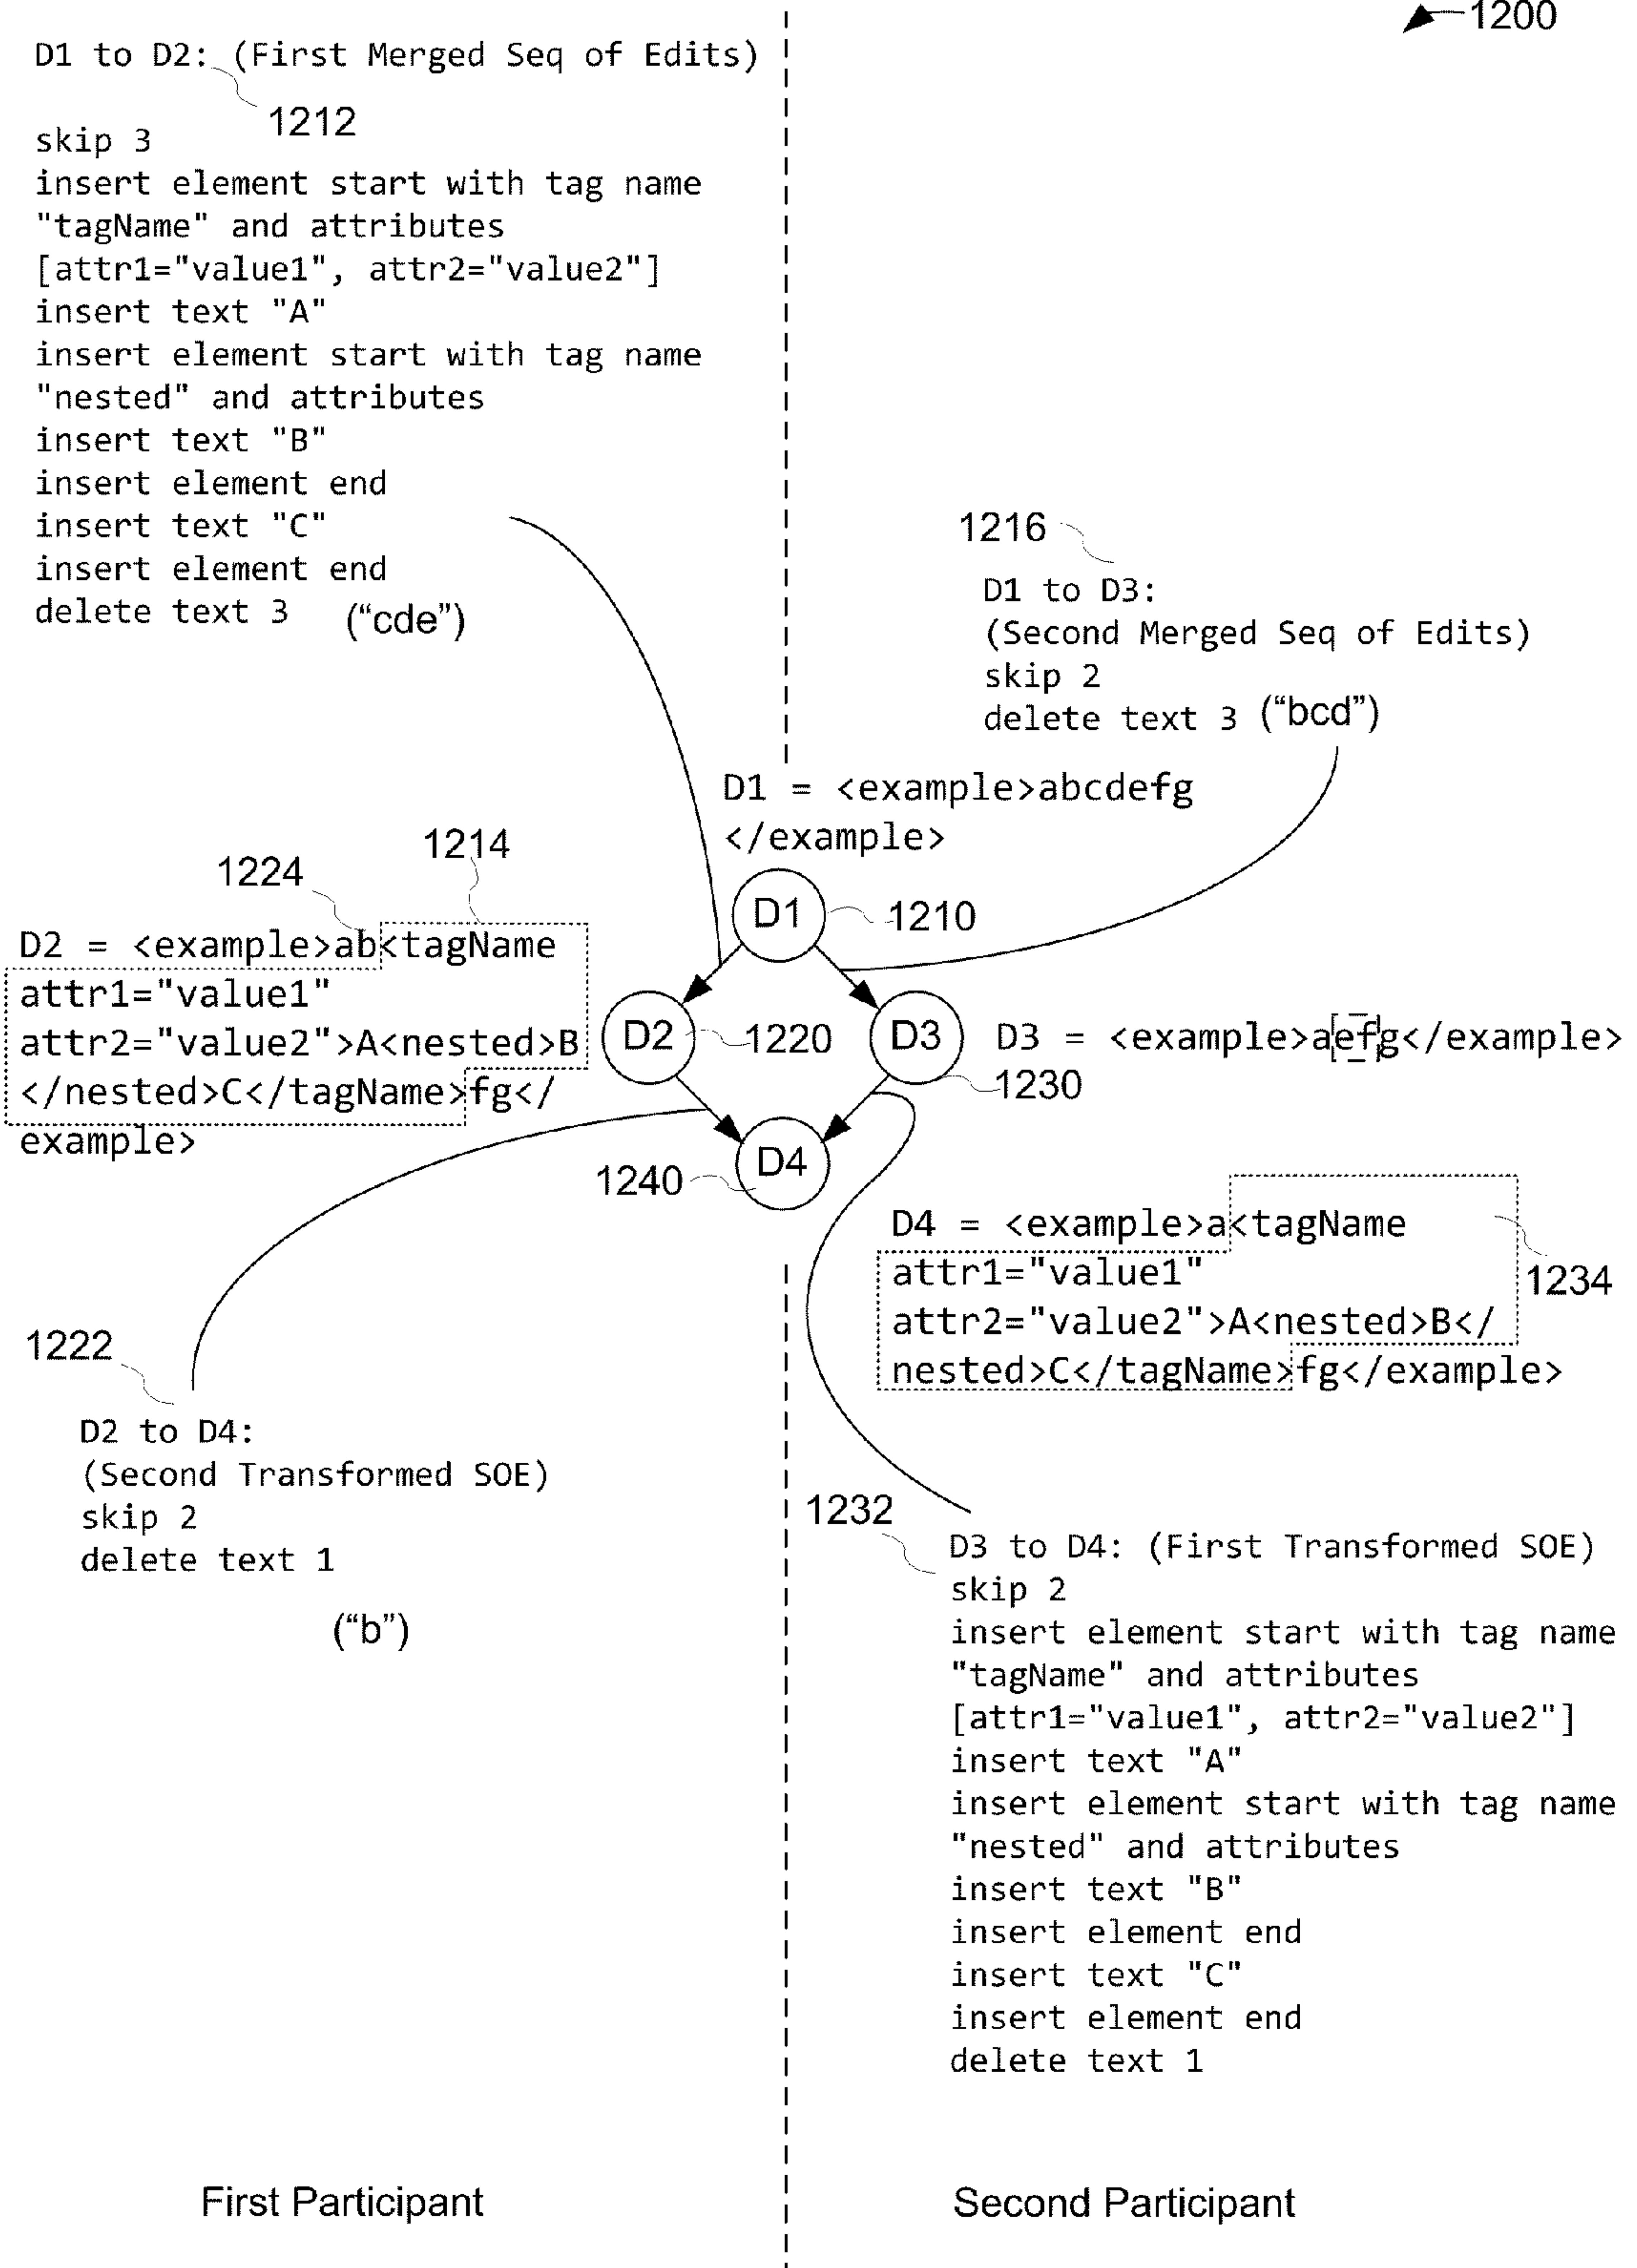 1200
D1 to D2: (First Merged Seq of Edits)
1212
skip 3
insert element start with tag name
"tagName" and attributes
[attr1="value1", attr2="value2"]
insert text "A"
insert element start with tag name
"nested" and attributes
insert text "B"
insert element end
insert text "C"
insert element end
delete text 3 (“cde”)
1216
D1 to D3:
(Second Merged Seq of Edits)
skip 2
delete text 3 (“bcd”)
D1 = <example>abcdefg
</example>
D1
1210
1224
1214
D2 = <example>ab<tagName
attr1="value1"
attr2="value2">A<nested>B
</nested>C</tagName>fg</
example>
D2
1220
D3
1230
D3 = <example>aefg</example>
D4
1240
D4 = <example>a<tagName
attr1="value1"
attr2="value2">A<nested>B</
nested>C</tagName>fg</example>
1234
1222
D2 to D4:
(Second Transformed SOE)
skip 2
delete text 1
(“b”)
1232
D3 to D4: (First Transformed SOE)
skip 2
insert element start with tag name
"tagName" and attributes
[attr1="value1", attr2="value2"]
insert text "A"
insert element start with tag name
"nested" and attributes
insert text "B"
insert element end
insert text "C"
insert element end
delete text 1
First Participant
Second Participant